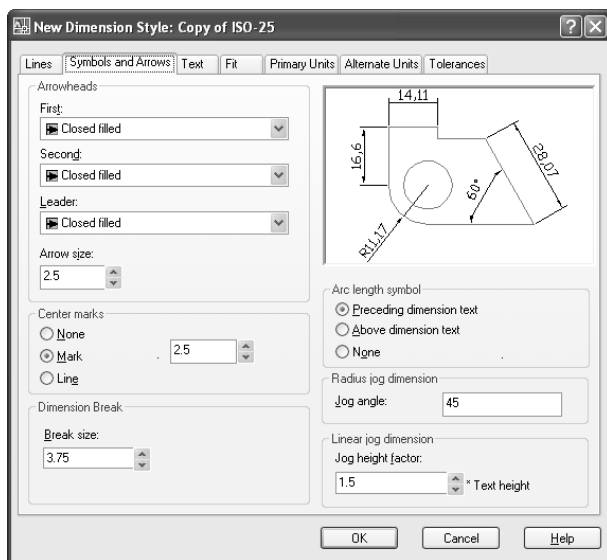 New Dimension Style: Copy of ISO-25
Lines Symbols and Arrows Text Fit Primary Units Alternate Units Tolerances
Arrowheads
First:
Closed filled
Second:
Closed filled
Leader:
Closed filled
Arrow size:
2.5
Center marks
None
Mark
2.5
Line
Dimension Break
Break size:
3.75
14,11
16,6
28,07
60°
R11,17
Arc length symbol
Preceding dimension text
Above dimension text
None
Radius jog dimension
Jog angle:
45
Linear jog dimension
Jog height factor:
1.5
* Text height
OK Cancel Help